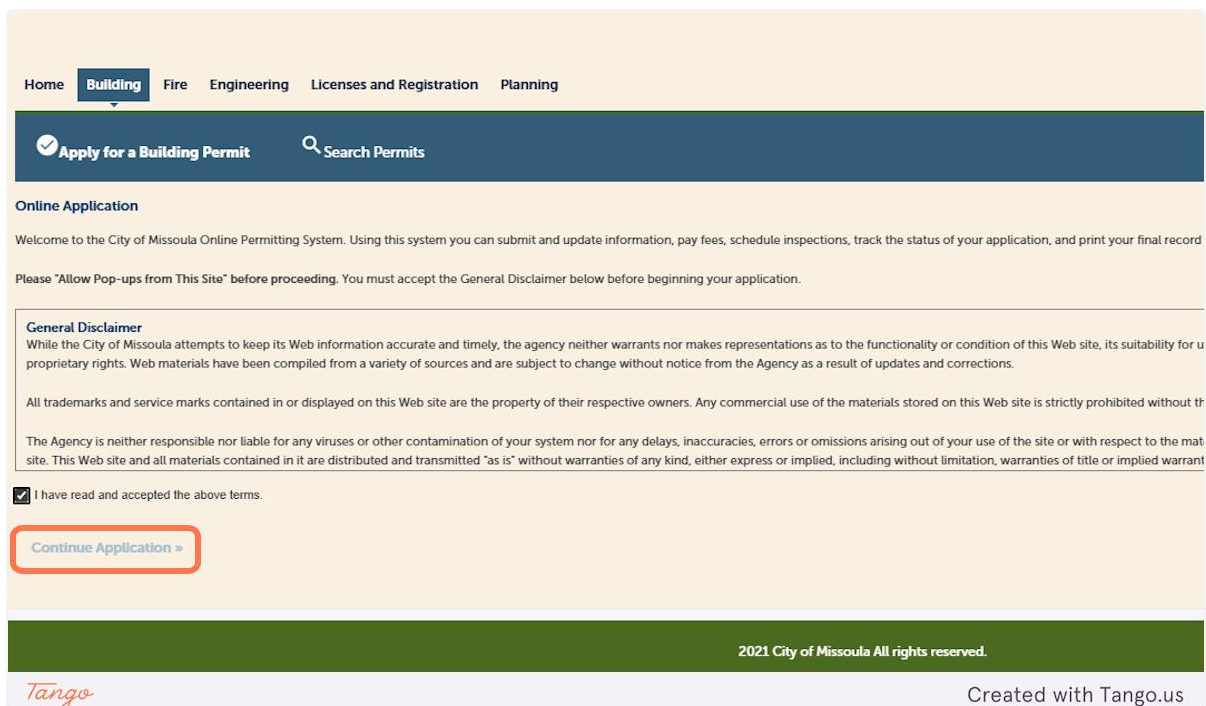 Home Building Fire Engineering Licenses and Registration Planning
Apply for a Building Permit Search Permits
Online Application
Welcome to the City of Missoula Online Permitting System. Using this system you can submit and update information, pay fees, schedule inspections, track the status of your application, and print your final record
Please "Allow Pop-ups from This Site" before proceeding. You must accept the General Disclaimer below before beginning your application.
General Disclaimer
While the City of Missoula attempts to keep its Web information accurate and timely, the agency neither warrants nor makes representations as to the functionality or condition of this Web site, its suitability for
proprietary rights. Web materials have been compiled from a variety of sources and are subject to change without notice from the Agency as a result of updates and corrections.
All trademarks and service marks contained in or displayed on this Web site are the property of their respective owners. Any commercial use of the materials stored on this Web site is strictly prohibited without
The Agency is neither responsible nor liable for any viruses or other contamination of your system nor for any delays, inaccuracies, errors or omissions arising out of your use of the site or with respect to the
site. This Web site and all materials contained in it are distributed and transmitted "as is" without warranties of any kind, either express or implied, including without limitation, warranties of title or implied
I have read and accepted the above terms.
Continue Application »
2021 City of Missoula All rights reserved.
Tango Created with Tango.us